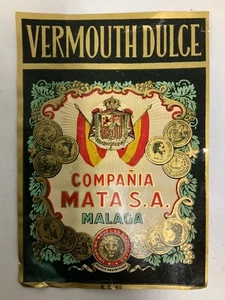 VERMOUTH DULCE
COMPAÑIA
MATA S.A.
MALAGA